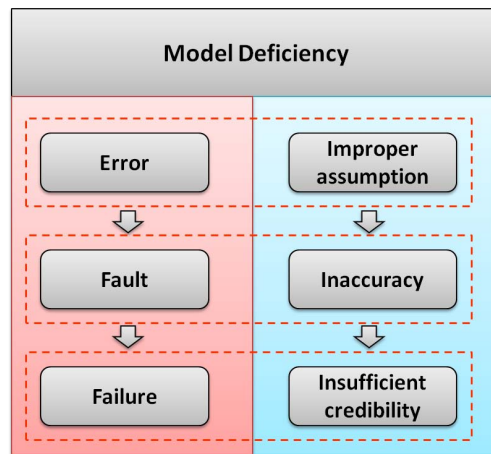 Model Deficiency
Error
Improper
assumption
Fault
Inaccuracy
Failure
Insufficient
credibility